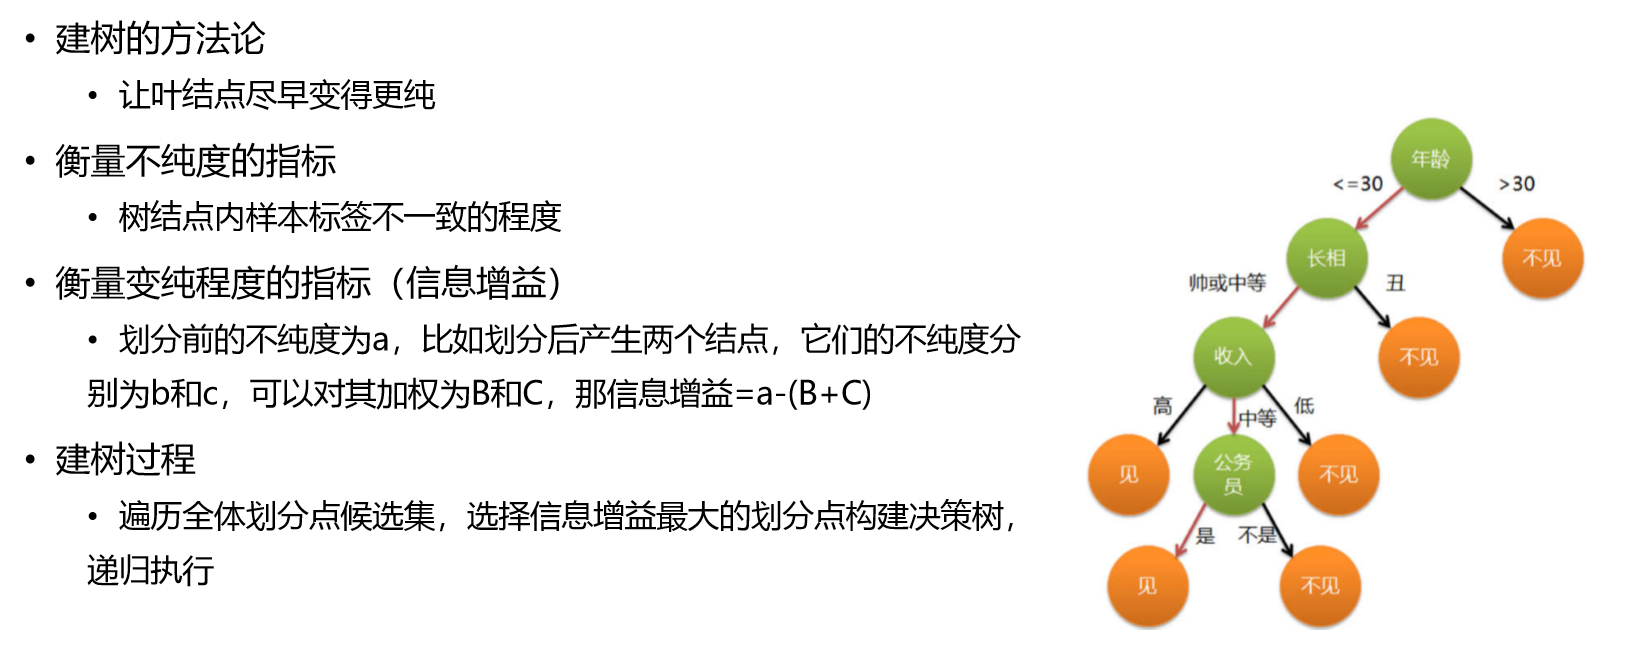 • 建树的方法论
• 让叶结点尽早变得更纯
• 衡量不纯度的指标
• 树结点内样本标签不一致的程度
• 衡量变纯程度的指标（信息增益）
• 划分前的不纯度为a，比如划分后产生两个结点，它们的不纯度分
别为b和c，可以对其加权为B和C，那信息增益=a-(B+C)
• 建树过程
• 遍历全体划分点候选集，选择信息增益最大的划分点构建决策树，
递归执行
年龄
<=30
>30
长相
不见
帅或中等
丑
收入
不见
高
中等
低
见
公务
员
不见
是
不是
见
不见